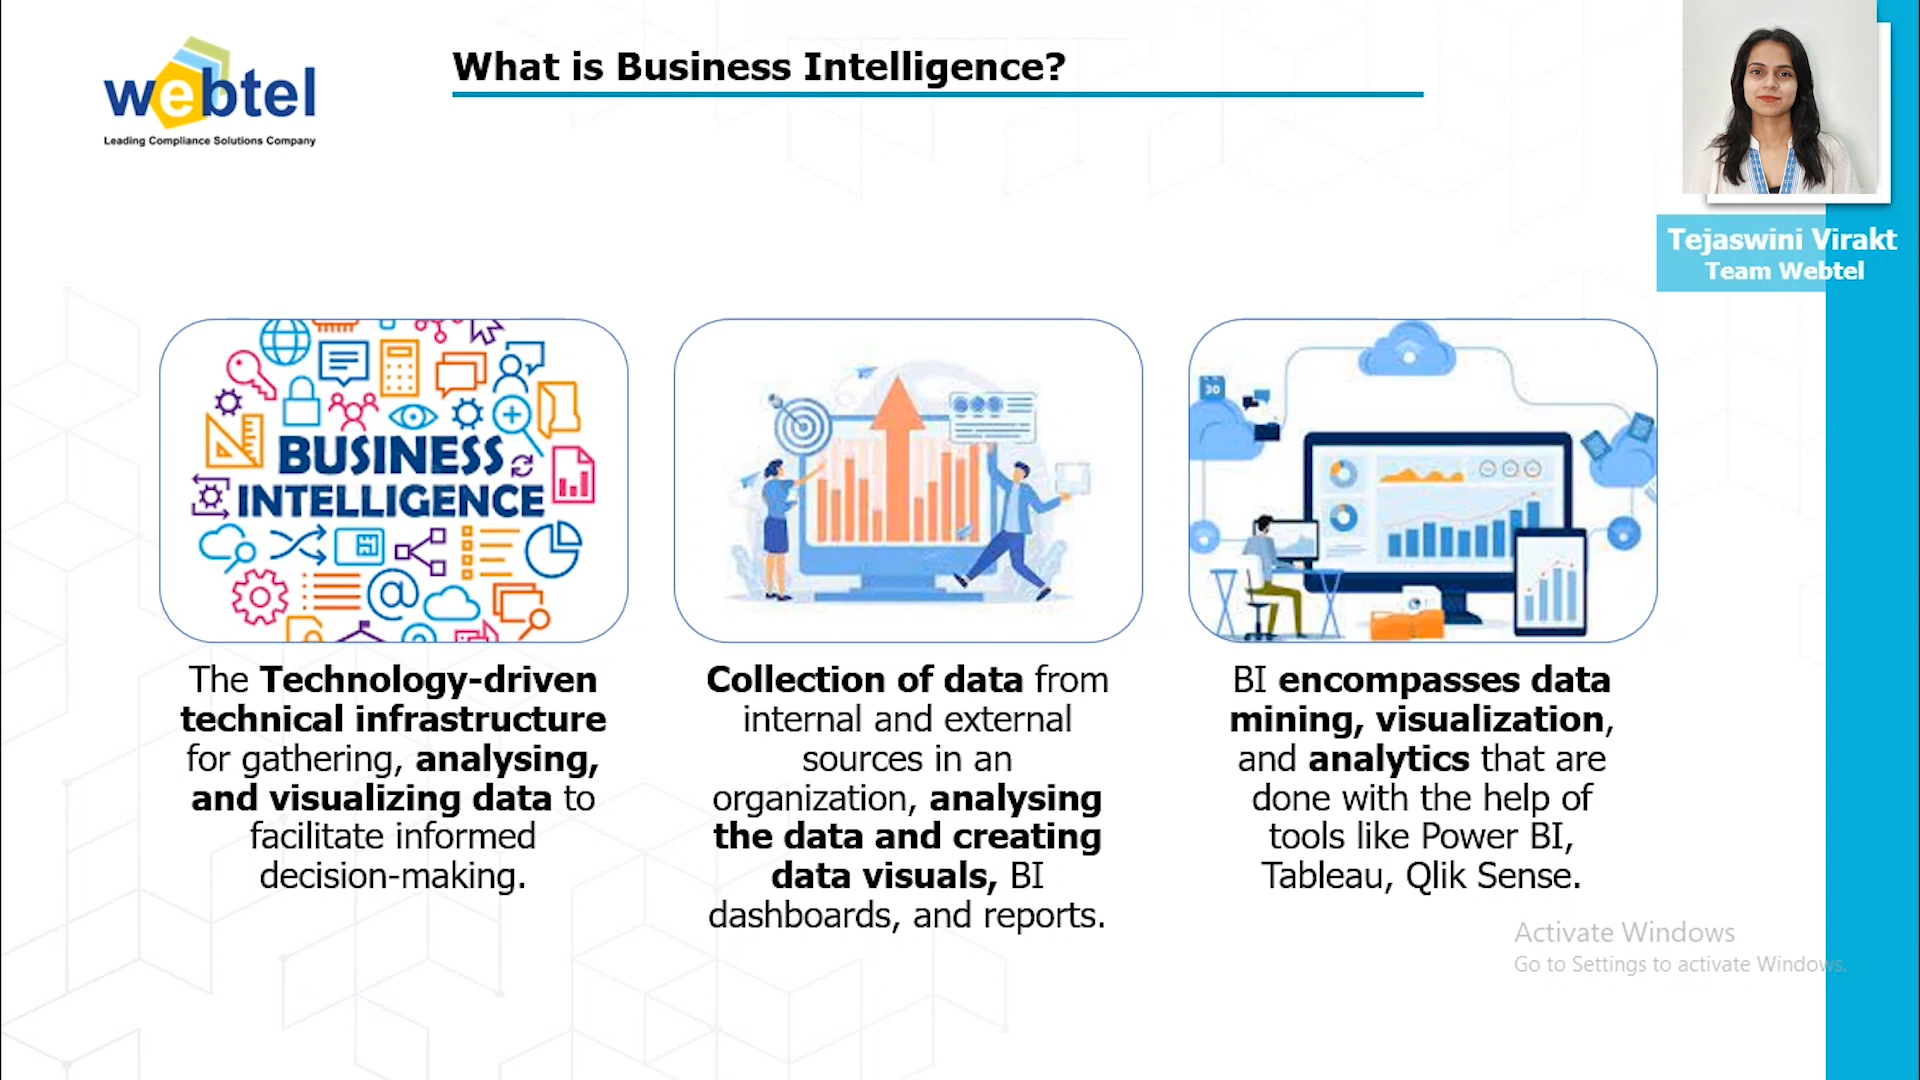 webtel
Leading Compliance Solutions Company
What is Business Intelligence?
Tejaswini Virakt
Team Webtel
BUSINESS
INTELLIGENCE
30
The Technology-driven
technical infrastructure
for gathering, analysing,
and visualizing data to
facilitate informed
decision-making.
Collection of data from
internal and external
sources in an
organization, analysing
the data and creating
data visuals, BI
dashboards, and reports.
BI encompasses data
mining, visualization,
and analytics that are
done with the help of
tools like Power BI,
Tableau, Qlik Sense.
Activate Windows
Go to Settings to activate Windows.